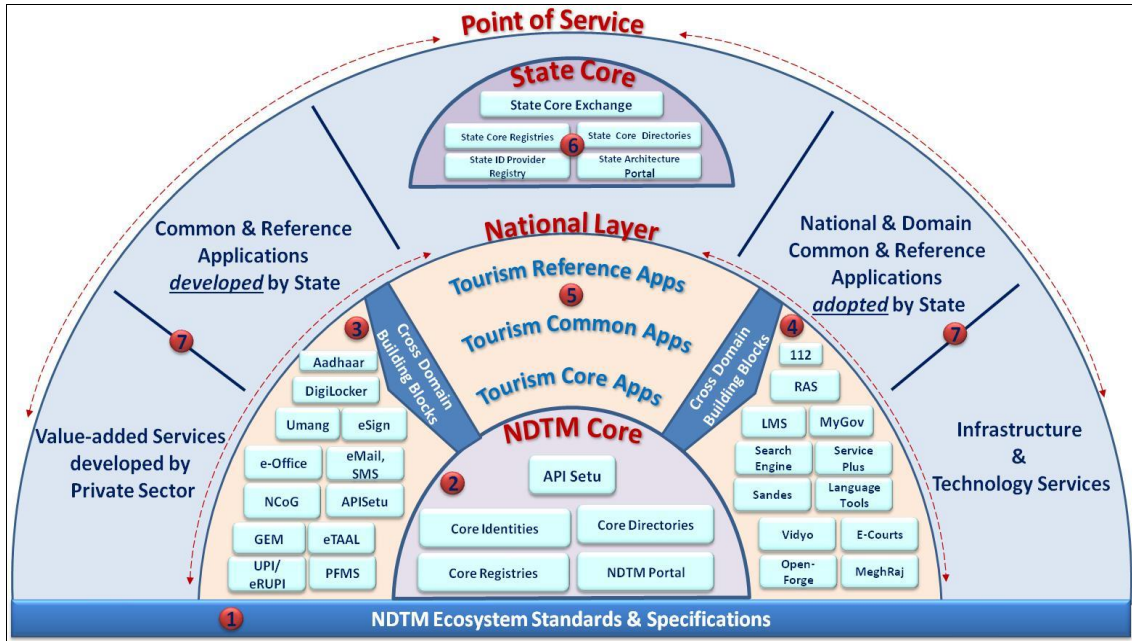 Point of Service
State Core
State Core Exchange
State Core Registries
State Core Directories
6
State ID Provider
Registry
State Architecture
Portal
Common & Reference
Applications
developed by State
National & Domain
Common & Reference
Applications
adopted by State
7
7
Value-added Services
developed by
Private Sector
Infrastructure
&
Technology Services
National Layer
Tourism Reference Apps
5
Tourism Common Apps
Tourism Core Apps
3
Cross Domain
Building Blocks
Aadhaar
DigiLocker
Umang
eSign
e-Office
eMail,
SMS
NCoG
APISetu
GEM
eTAAL
UPI/
eRUPI
PFMS
4
Cross Domain
Building Blocks
112
RAS
LMS
MyGov
Search
Engine
Service
Plus
Sandes
Language
Tools
Vidyo
E-Courts
Open-
Forge
MeghRaj
NDTM Core
2
API Setu
Core Identities
Core Directories
Core Registries
NDTM Portal
1
NDTM Ecosystem Standards & Specifications